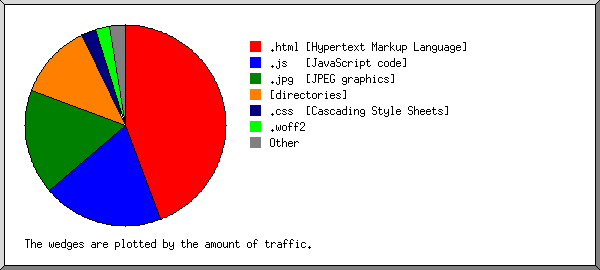 .html [Hypertext Markup Language]
.js [JavaScript code]
.jpg [JPEG graphics]
[directories]
.css [Cascading Style Sheets]
.woff2
Other
The wedges are plotted by the amount of traffic.